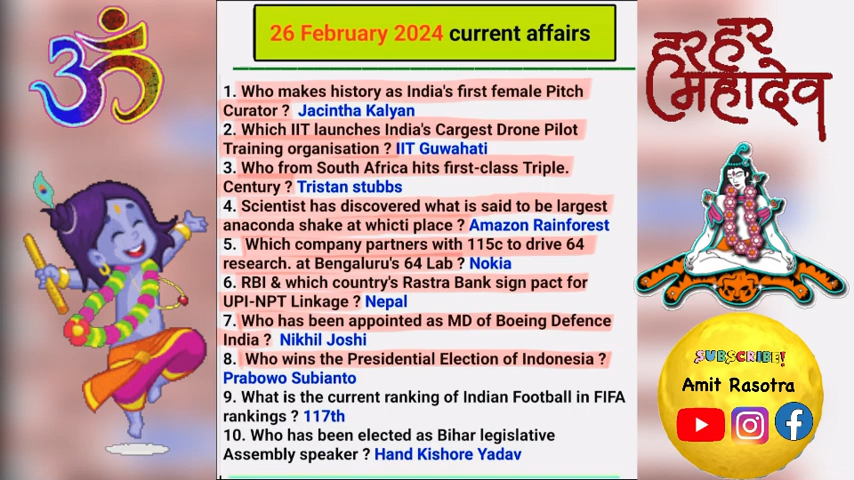 26 February 2024 current affairs
1. Who makes history as India's first female Pitch
Curator ? Jacintha Kalyan
2. Which IIT launches India's Cargest Drone Pilot
Training organisation ? IIT Guwahati
3. Who from South Africa hits first-class Triple.
Century ? Tristan stubbs
4. Scientist has discovered what is said to be largest
anaconda shake at whicti place ? Amazon Rainforest
5. Which company partners with 115c to drive 64
research. at Bengaluru's 64 Lab ? Nokia
6. RBI & which country's Rastra Bank sign pact for
UPI-NPT Linkage ? Nepal
7. Who has been appointed as MD of Boeing Defence
India ? Nikhil Joshi
8. Who wins the Presidential Election of Indonesia ?
Prabowo Subianto
9. What is the current ranking of Indian Football in FIFA
rankings ? 117th
10. Who has been elected as Bihar legislative
Assembly speaker ? Hand Kishore Yadav
ॐ
हर हर
महादेव
SUBSCRIBE!
Amit Rasotra